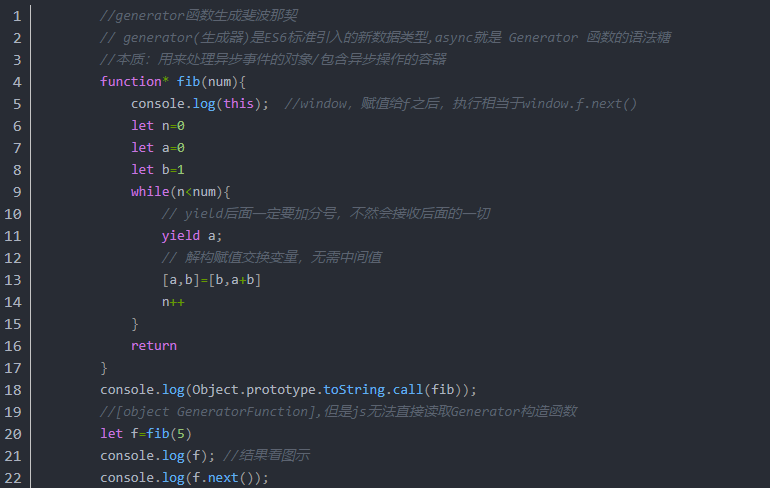 1 //generator函数生成斐波那契
2 // generator(生成器)是ES6标准引入的新数据类型,async就是 Generator 函数的语法糖
3 //本质：用来处理异步事件的对象/包含异步操作的容器
4 function* fib(num){
5 console.log(this);  //window，赋值给f之后，执行相当于window.f.next()
6 let n=0
7 let a=0
8 let b=1
9 while(n<num){
10 // yield后面一定要加分号，不然会接收后面的一切
11 yield a;
12 // 解构赋值交换变量，无需中间值
13 [a,b]=[b,a+b]
14 n++
15 }
16 return
17 }
18 console.log(Object.prototype.toString.call(fib));
19 //[object GeneratorFunction],但是js无法直接读取Generator构造函数
20 let f=fib(5)
21 console.log(f); //结果看图示
22 console.log(f.next());